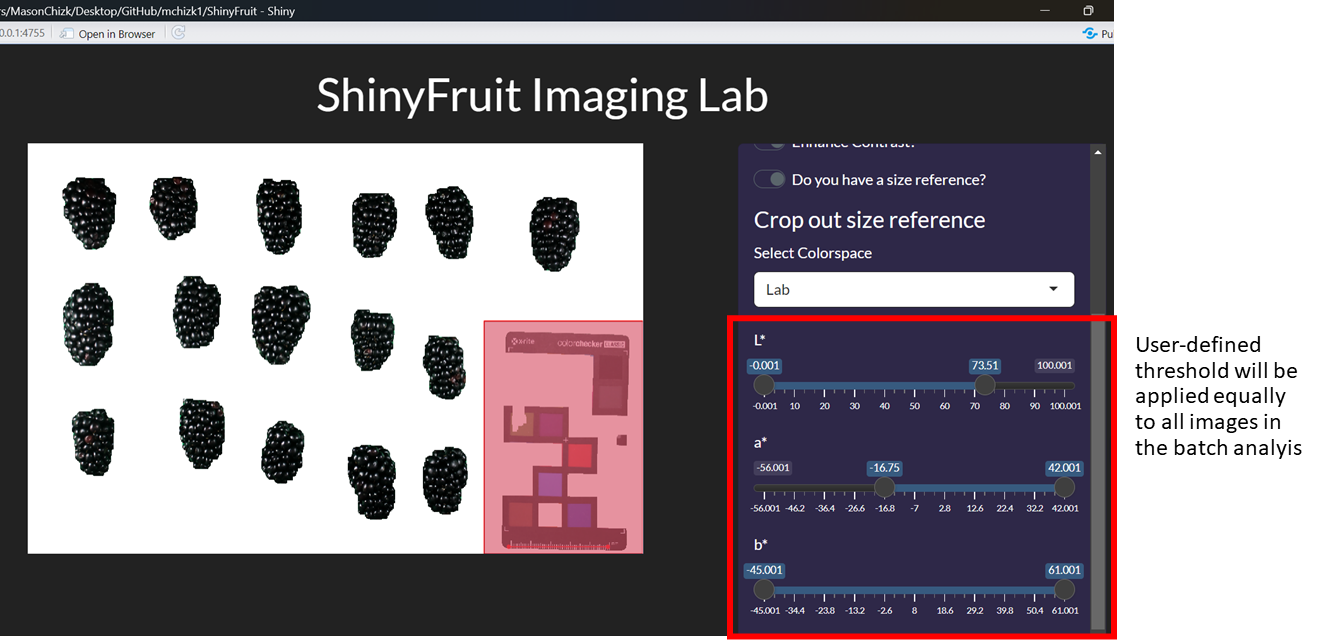 rs/MasonChizk/Desktop/GitHub/mchizk1/ShinyFruit - Shiny
0.0.1:4755 Open in Browser Pu
ShinyFruit Imaging Lab
Enhance Contrast?
Do you have a size reference?
Crop out size reference
Select Colorspace
Lab
x·rite colorchecker CLASSIC
L*
-0.001 73.51 100.001
-0.001 10 20 30 40 50 60 70 80 90 100.001
a*
-56.001 -16.75 42.001
-56.001 -46.2 -36.4 -26.6 -16.8 -7 2.8 12.6 22.4 32.2 42.001
b*
-45.001 61.001
-45.001 -34.4 -23.8 -13.2 -2.6 8 18.6 29.2 39.8 50.4 61.001
User-defined
threshold will be
applied equally
to all images in
the batch analyis